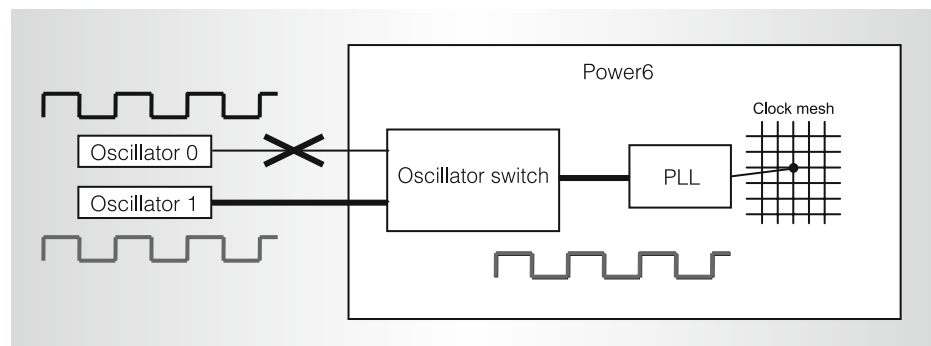 Power6
Clock mesh
Oscillator 0
Oscillator switch
PLL
Oscillator 1